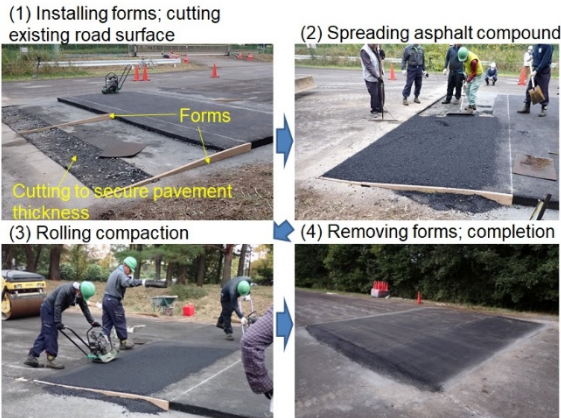 (1) Installing forms; cutting
existing road surface
(2) Spreading asphalt compound
Forms
Cutting to secure pavement
thickness
(3) Rolling compaction
(4) Removing forms; completion